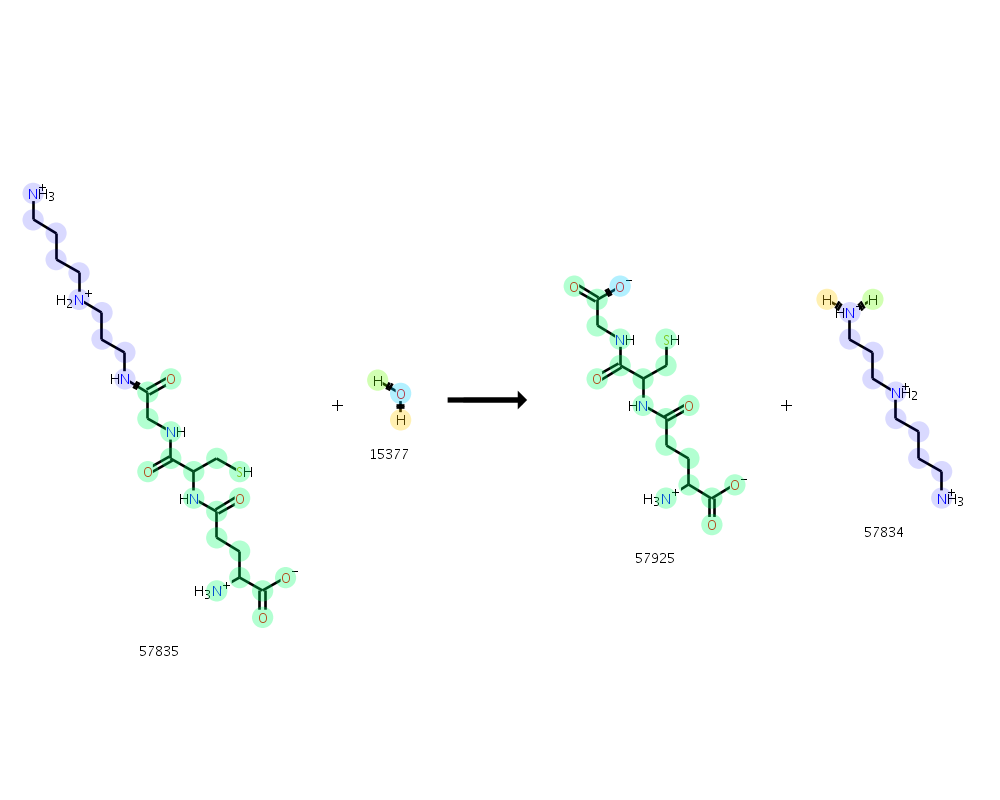 NH3+
H2N+
HN
O
NH
O
SH
HN
O
H3N+
O−
O
57835
+
H
O
H
15377
O
O−
NH
SH
O
HN
O
H3N+
O−
O
57925
+
H
H
HN+
NH2+
NH3+
57834